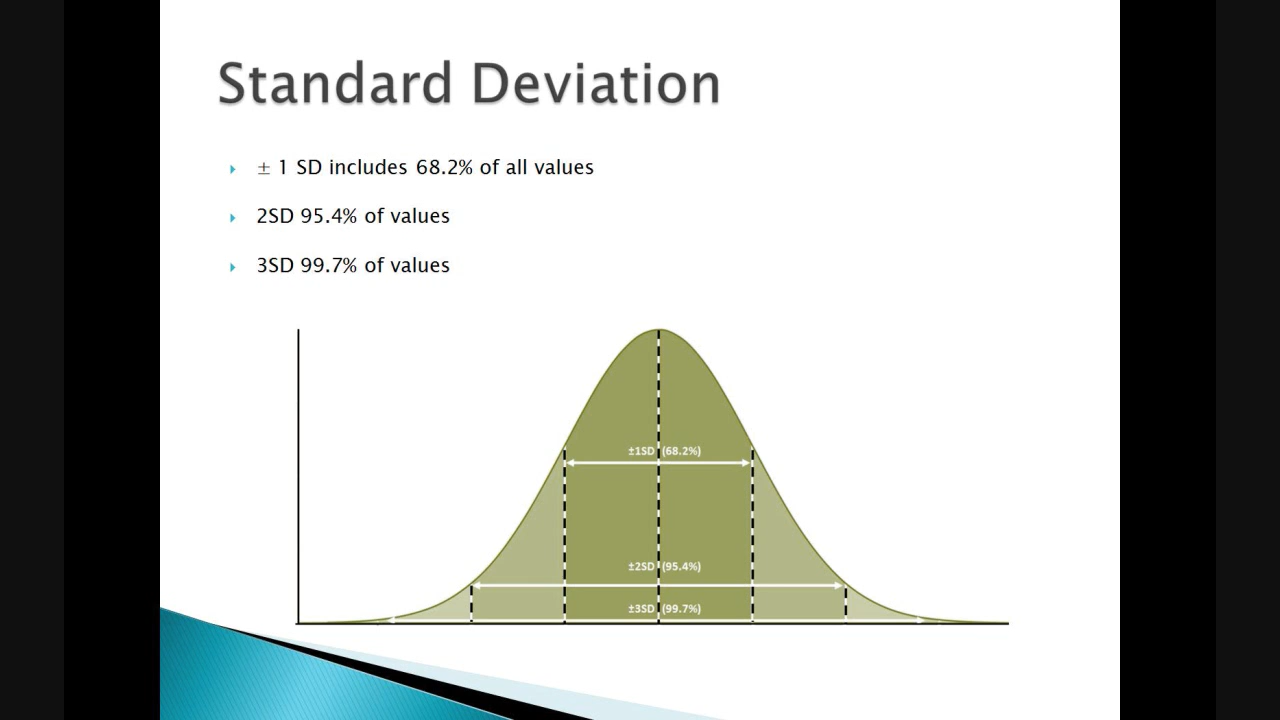 Standard Deviation
± 1 SD includes 68.2% of all values
2SD 95.4% of values
3SD 99.7% of values
±1SD (68.2%)
±2SD (95.4%)
±3SD (99.7%)